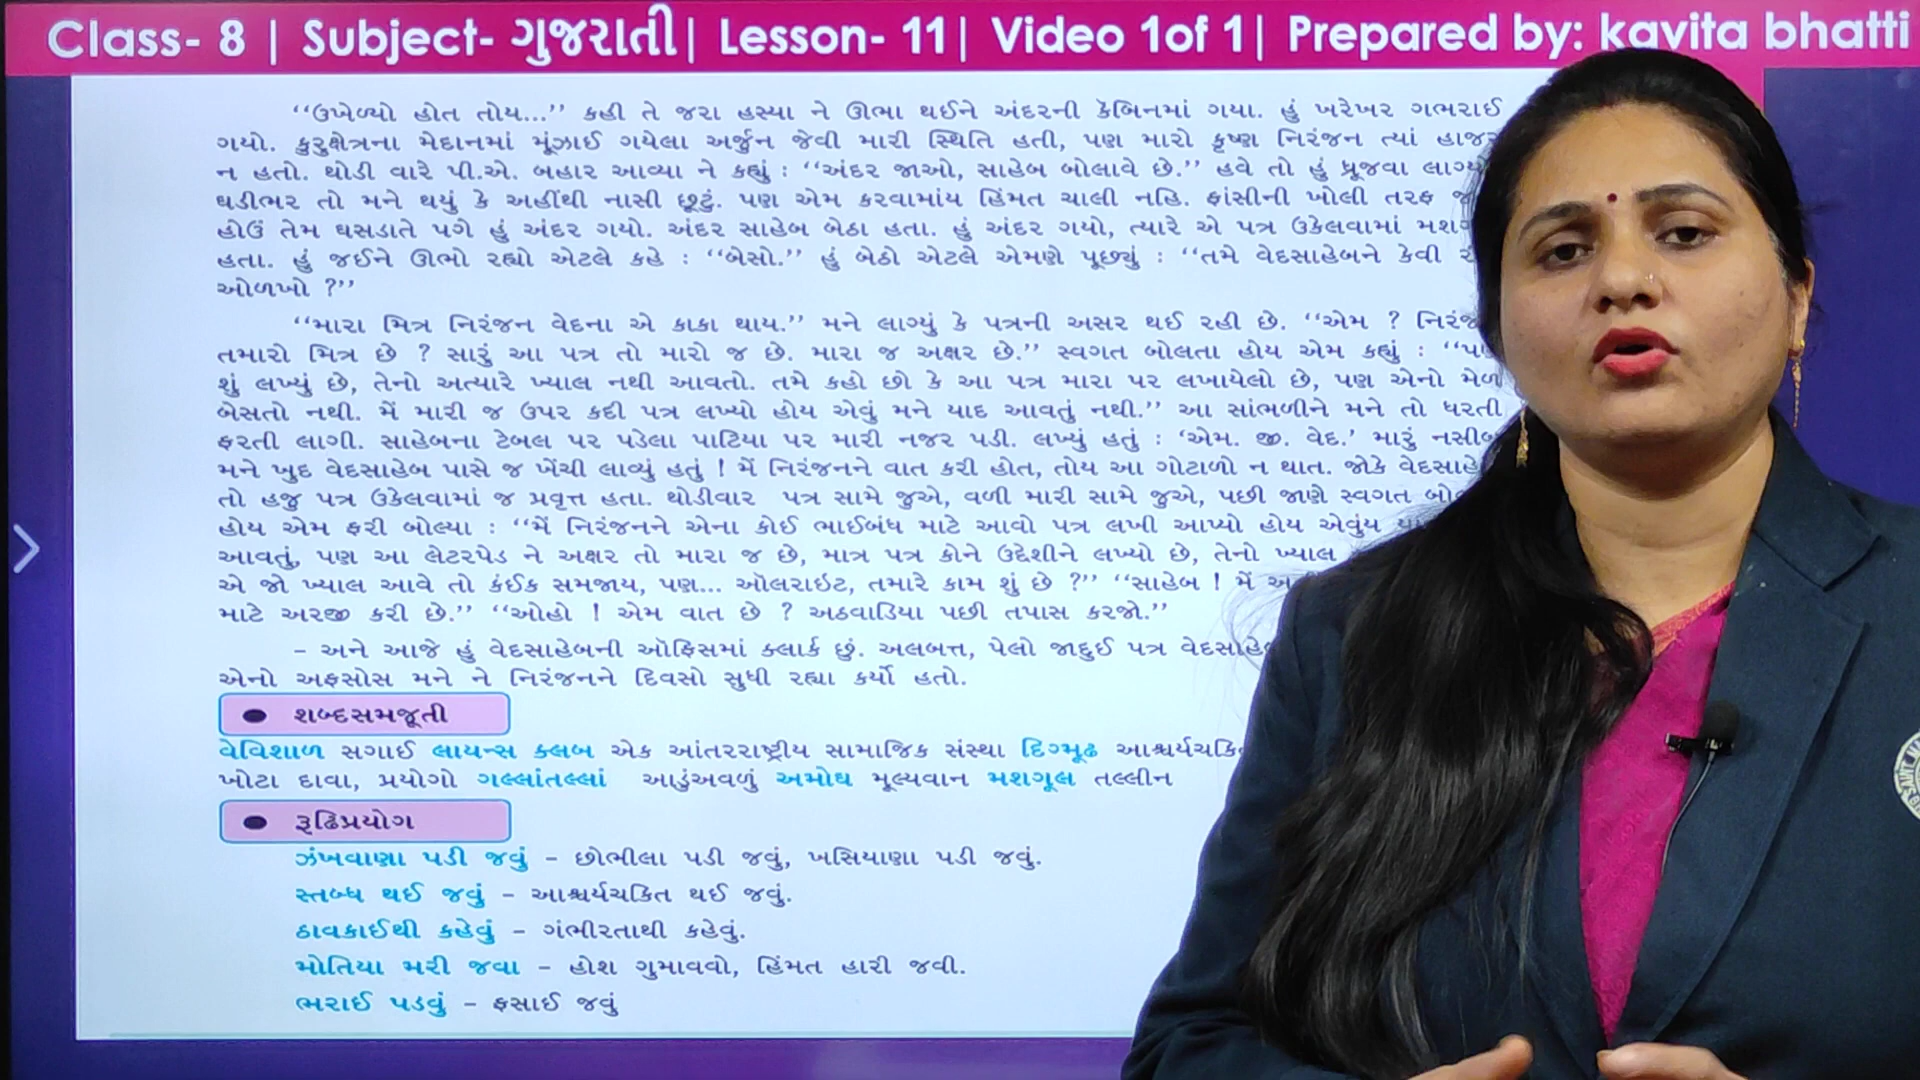 Class- 8 | Subject- ગુજરાતી| Lesson- 11| Video 1of 1| Prepared by: kavita bhatti
“ઉખેળ્યો હોત તોય...” કહી તે જરા હસ્યા ને ઊભા થઈને અંદરની કેબિનમાં ગયા. હું ખરેખર ગભરાઈ
ગયો. કુરુક્ષેત્રના મેદાનમાં મૂંઝાઈ ગયેલા અર્જુન જેવી મારી સ્થિતિ હતી, પણ મારો કૃષ્ણ નિરંજન ત્યાં હાજર
ન હતો. થોડી વારે પી.એ. બહાર આવ્યા ને કહ્યું : “અંદર જાઓ, સાહેબ બોલાવે છે.” હવે તો હું ધ્રૂજવા
ઘડીભર તો મને થયું કે અહીંથી નાસી છૂટું. પણ એમ કરવામાંય હિંમત ચાલી નહિ. ફાંસીની ખોલી તરફ
હોઉં તેમ ઘસડાતે પગે હું અંદર ગયો. અંદર સાહેબ બેઠા હતા. હું અંદર ગયો, ત્યારે એ પત્ર ઉકેલવામાં
હતા. હું જઈને ઊભો રહ્યો એટલે કહે : “બેસો.” હું બેઠો એટલે એમણે પૂછ્યું : “તમે વેદસાહેબને કેવી
ઓળખો ?”
“મારા મિત્ર નિરંજન વેદના એ કાકા થાય.” મને લાગ્યું કે પત્રની અસર થઈ રહી છે. “એમ ?
તમારો મિત્ર છે ? સારું આ પત્ર તો મારો જ છે. મારા જ અક્ષર છે.” સ્વગત બોલતા હોય એમ કહ્યું :
શું લખ્યું છે, તેનો અત્યારે ખ્યાલ નથી આવતો. તમે કહો છો કે આ પત્ર મારા પર લખાયેલો છે, પણ એનો મેળ
બેસતો નથી. મેં મારી જ ઉપર કદી પત્ર લખ્યો હોય એવું મને યાદ આવતું નથી.” આ સાંભળીને મને તો ધરતી
ફરતી લાગી. સાહેબના ટેબલ પર પડેલા પાટિયા પર મારી નજર પડી. લખ્યું હતું : ‘એમ. જી. વેદ.’ મારું
મને ખુદ વેદસાહેબ પાસે જ ખેંચી લાવ્યું હતું ! મેં નિરંજનને વાત કરી હોત, તોય આ ગોટાળો ન થાત. જોકે
તો હજુ પત્ર ઉકેલવામાં જ પ્રવૃત્ત હતા. થોડીવાર પત્ર સામે જુએ, વળી મારી સામે જુએ, પછી જાણે સ્વગત
હોય એમ ફરી બોલ્યા : “મેં નિરંજનને એના કોઈ ભાઈબંધ માટે આવો પત્ર લખી આપ્યો હોય એવુંય
આવતું, પણ આ લેટરપેડ ને અક્ષર તો મારા જ છે, માત્ર પત્ર કોને ઉદ્દેશીને લખ્યો છે, તેનો ખ્યાલ
એ જો ખ્યાલ આવે તો કંઈક સમજાય, પણ... ઑલરાઇટ, તમારે કામ શું છે ?” “સાહેબ ! મેં
માટે અરજી કરી છે.” “ઓહો ! એમ વાત છે ? અઠવાડિયા પછી તપાસ કરજો.”
– અને આજે હું વેદસાહેબની ઑફિસમાં ક્લાર્ક છું. અલબત્ત, પેલો જાદુઈ પત્ર
એનો અફસોસ મને ને નિરંજનને દિવસો સુધી રહ્યા કર્યો હતો.
● શબ્દસમજૂતી
વેવિશાળ સગાઈ લાયન્સ ક્લબ એક આંતરરાષ્ટ્રીય સામાજિક સંસ્થા દિગ્મૂઢ
ખોટા દાવા, પ્રયોગો ગલ્લાંતલ્લાં આડુંઅવળું અમોઘ મૂલ્યવાન મશગૂલ તલ્લીન
● રૂઢિપ્રયોગ
ઝંખવાણા પડી જવું – છોભીલા પડી જવું, ખસિયાણા પડી જવું.
સ્તબ્ધ થઈ જવું – આશ્ચર્યચકિત થઈ જવું.
ઠાવકાઈથી કહેવું – ગંભીરતાથી કહેવું.
મોતિયા મરી જવા – હોશ ગુમાવવો, હિંમત હારી જવી.
ભરાઈ પડવું – ફસાઈ જવું